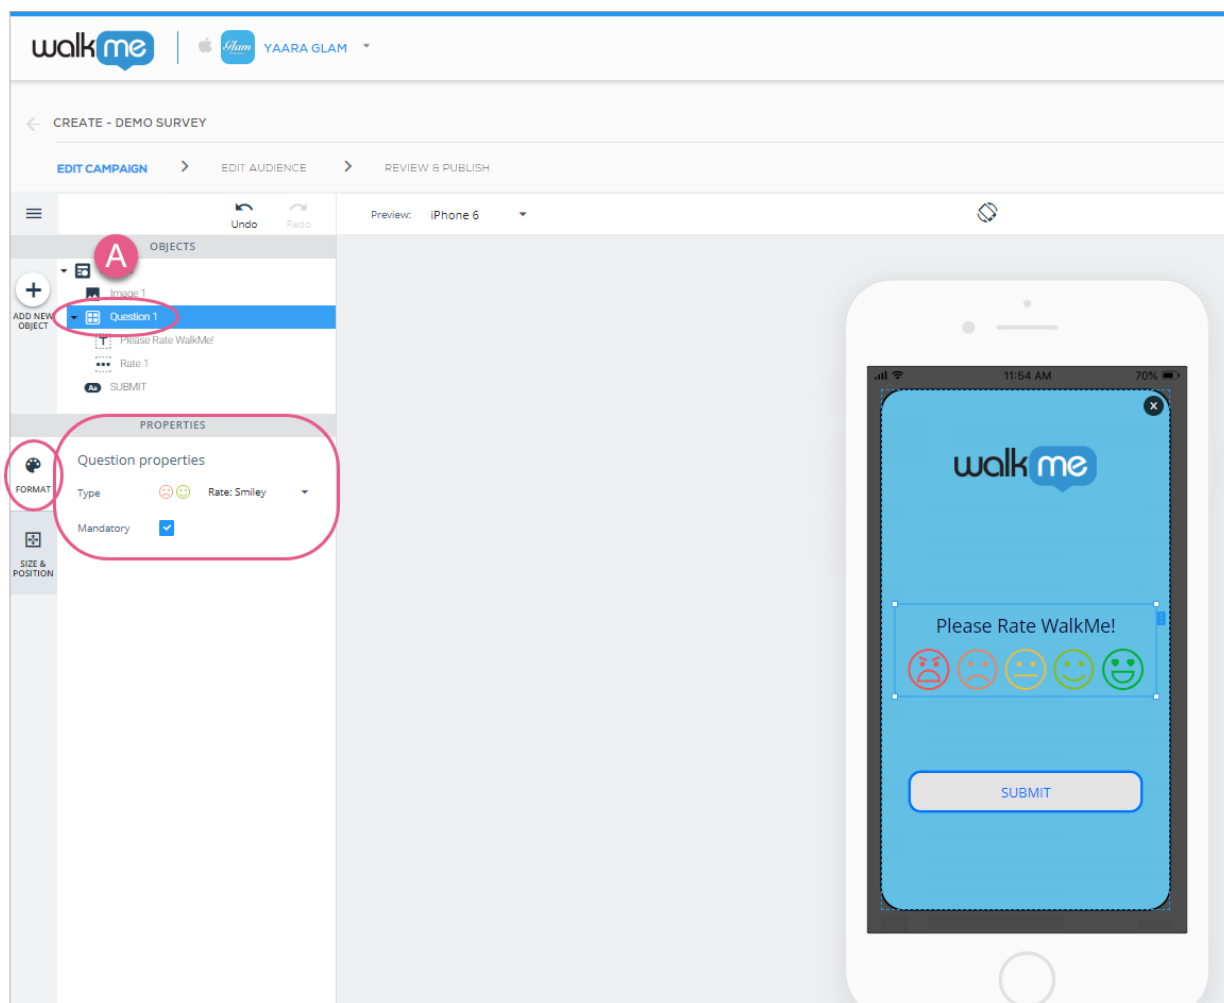 walkme
Glam
YAARA GLAM
CREATE - DEMO SURVEY
EDIT CAMPAIGN
EDIT AUDIENCE
REVIEW & PUBLISH
Undo
Redo
Preview: iPhone 6
OBJECTS
A
Image 1
ADD NEW
OBJECT
Question 1
T Please Rate WalkMe!
Rate 1
Aa SUBMIT
PROPERTIES
FORMAT
Question properties
Type Rate: Smiley
Mandatory
SIZE &
POSITION
11:54 AM 70%
x
walkme
Please Rate WalkMe!
SUBMIT